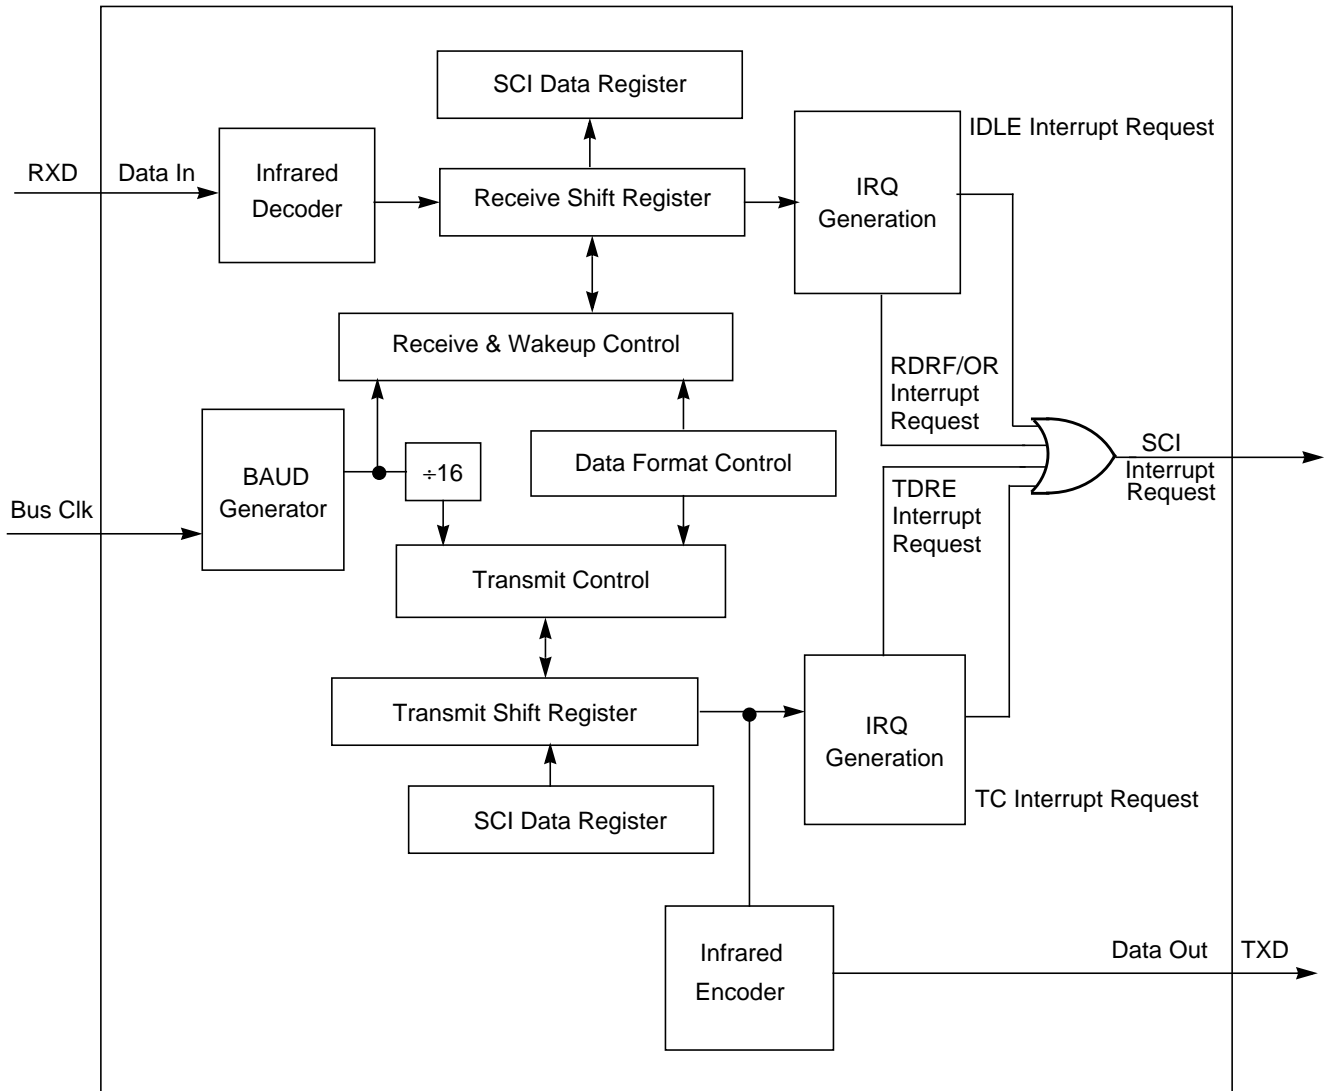 SCI Data Register
IDLE Interrupt Request
RXD
Data In
Infrared
Decoder
Receive Shift Register
IRQ
Generation
Receive & Wakeup Control
RDRF/OR
Interrupt
Request
BAUD
Generator
÷16
Data Format Control
SCI
Interrupt
Request
Bus Clk
TDRE
Interrupt
Request
Transmit Control
Transmit Shift Register
IRQ
Generation
TC Interrupt Request
SCI Data Register
Infrared
Encoder
Data Out
TXD